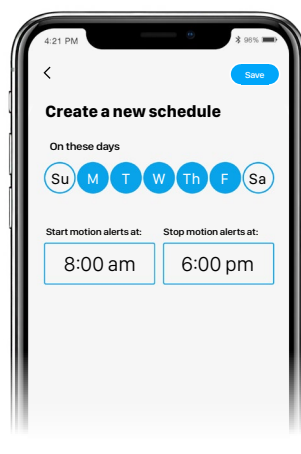 4:21 PM 96%
Save
Create a new schedule
On these days
Su M T W Th F Sa
Start motion alerts at: Stop motion alerts at:
8:00 am 6:00 pm